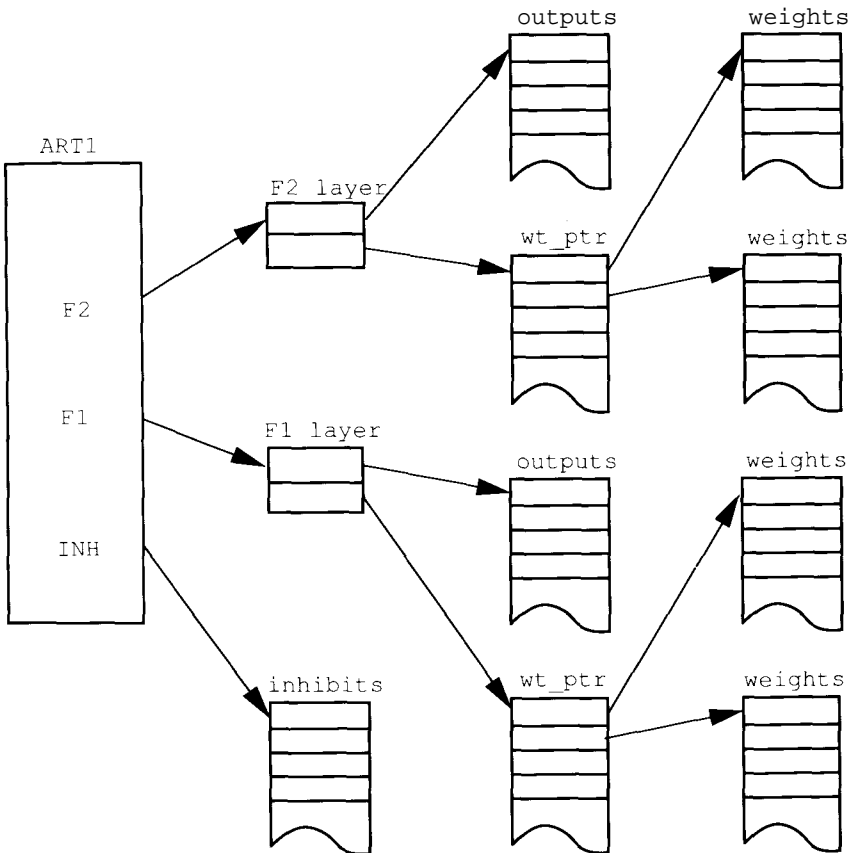 outputs
weights
ART1
F2 layer
wt_ptr
weights
F2
F1
F1 layer
outputs
weights
INH
inhibits
wt_ptr
weights